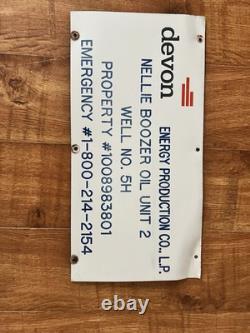 devon
ENERGY PRODUCTION CO., L.P.
NELLIE BOOZER OIL UNIT 2
WELL NO. 5H
PROPERTY #1008983801
EMERGENCY #1-800-214-2154
ebay